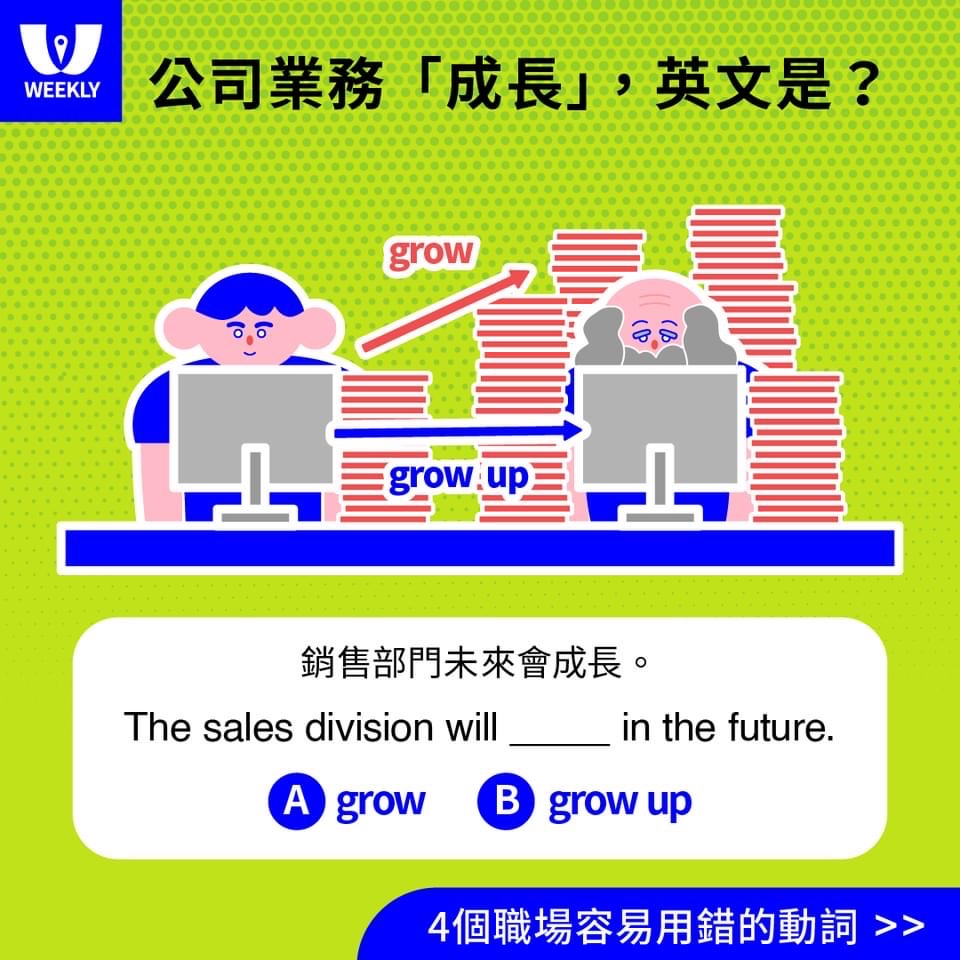 WEEKLY
公司業務「成長」，英文是？
grow
grow up
銷售部門未來會成長。
The sales division will _____ in the future.
A grow B grow up
4個職場容易用錯的動詞 >>